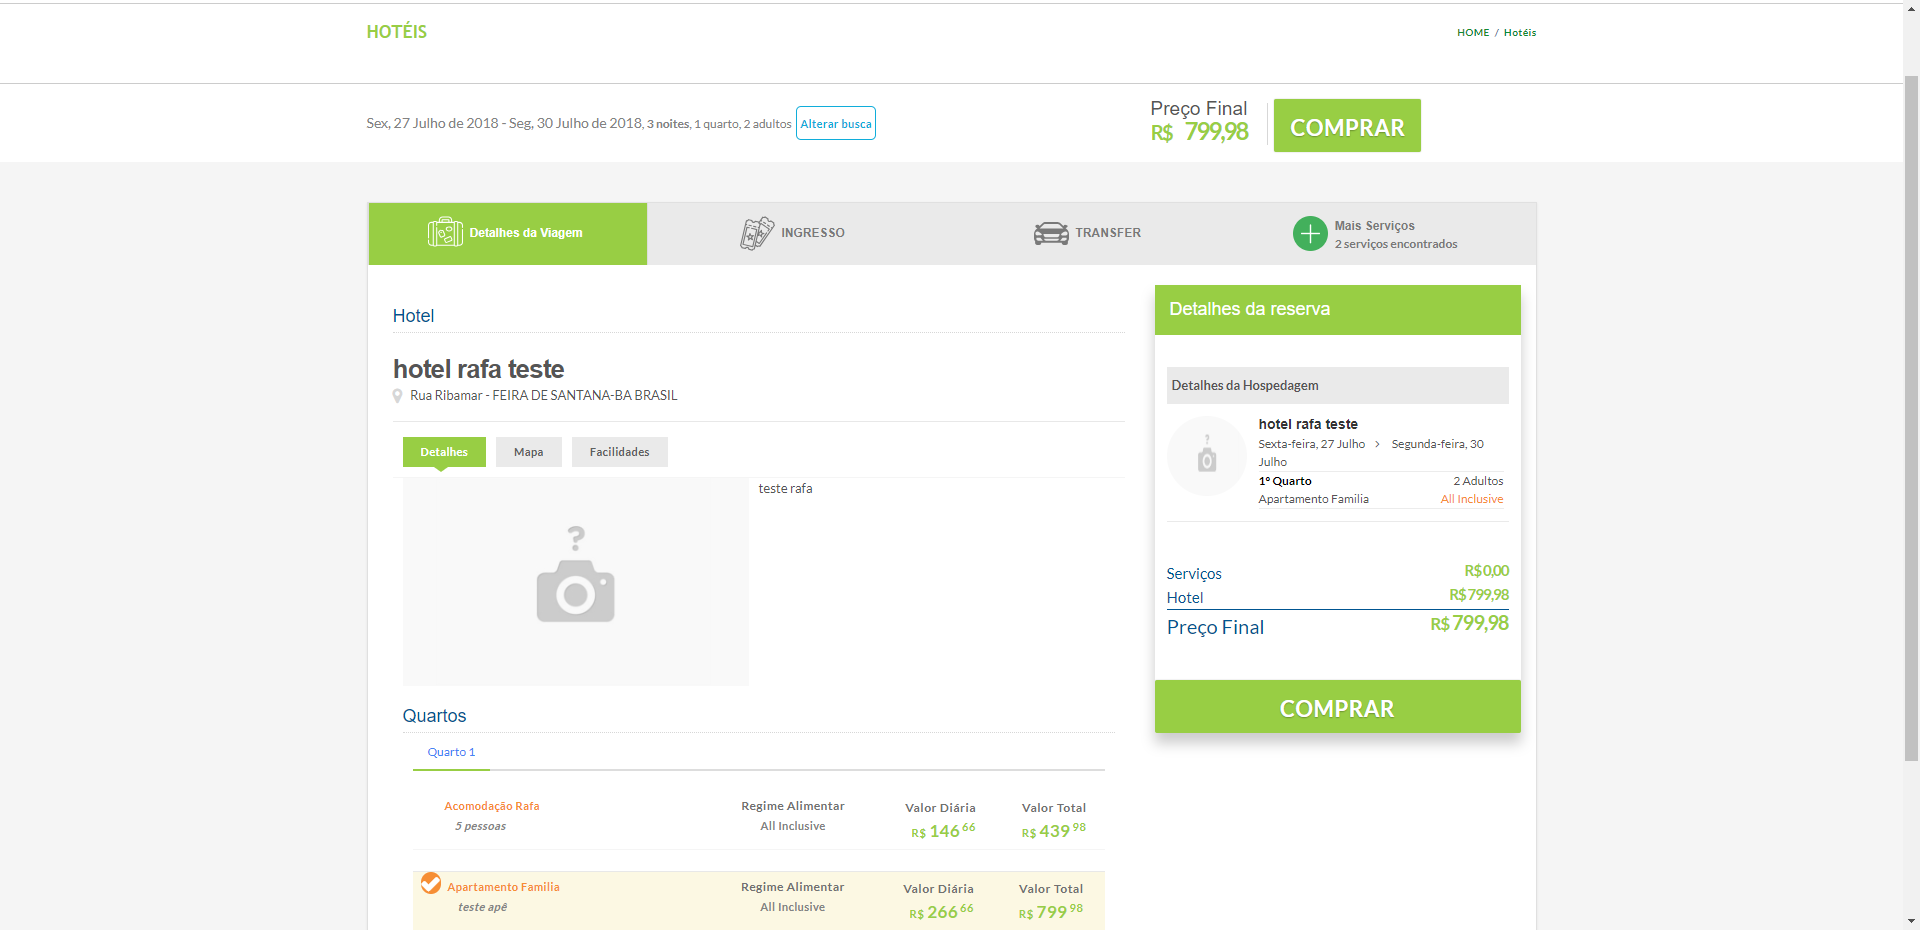 HOTÉIS
HOME / Hotéis
Sex, 27 Julho de 2018 - Seg, 30 Julho de 2018, 3 noites, 1 quarto, 2 adultos
Alterar busca
Preço Final
R$ 799,98
COMPRAR
Detalhes da Viagem
INGRESSO
TRANSFER
Mais Serviços
2 serviços encontrados
Hotel
hotel rafa teste
Rua Ribamar - FEIRA DE SANTANA-BA BRASIL
Detalhes
Mapa
Facilidades
?
teste rafa
Quartos
Quarto 1
Acomodação Rafa
5 pessoas
Regime Alimentar
All Inclusive
Valor Diária
R$ 146 66
Valor Total
R$ 439 98
Apartamento Familia
teste apê
Regime Alimentar
All Inclusive
Valor Diária
R$ 266 66
Valor Total
R$ 799 98
Detalhes da reserva
Detalhes da Hospedagem
?
hotel rafa teste
Sexta-feira, 27 Julho > Segunda-feira, 30
Julho
1º Quarto 2 Adultos
Apartamento Familia All Inclusive
Serviços R$0,00
Hotel R$799,98
Preço Final R$799,98
COMPRAR